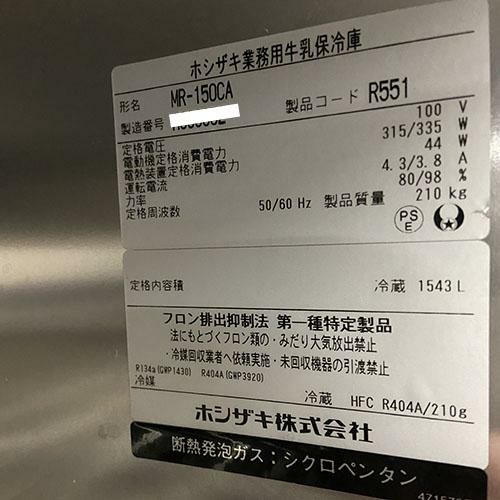 ホシザキ業務用牛乳保冷庫
形名 MR-150CA 製品コード R551
製造番号
定格電圧 100 V
電動機定格消費電力 315/335 W
電熱装置定格消費電力 44 W
運転電流 4.3/3.8 A
力率 80/98 %
定格周波数 50/60 Hz 製品質量 210 kg
PS
E
定格内容積 冷蔵 1543 L
フロン排出抑制法 第一種特定製品
法にもとづくフロン類の・みだり大気放出禁止
・冷媒回収業者へ依頼実施・未回収機器の引渡禁止
R134a(GWP1430) R404A(GWP3920)
冷媒 冷蔵 HFC R404A/210g
ホシザキ株式会社
断熱発泡ガス：シクロペンタン